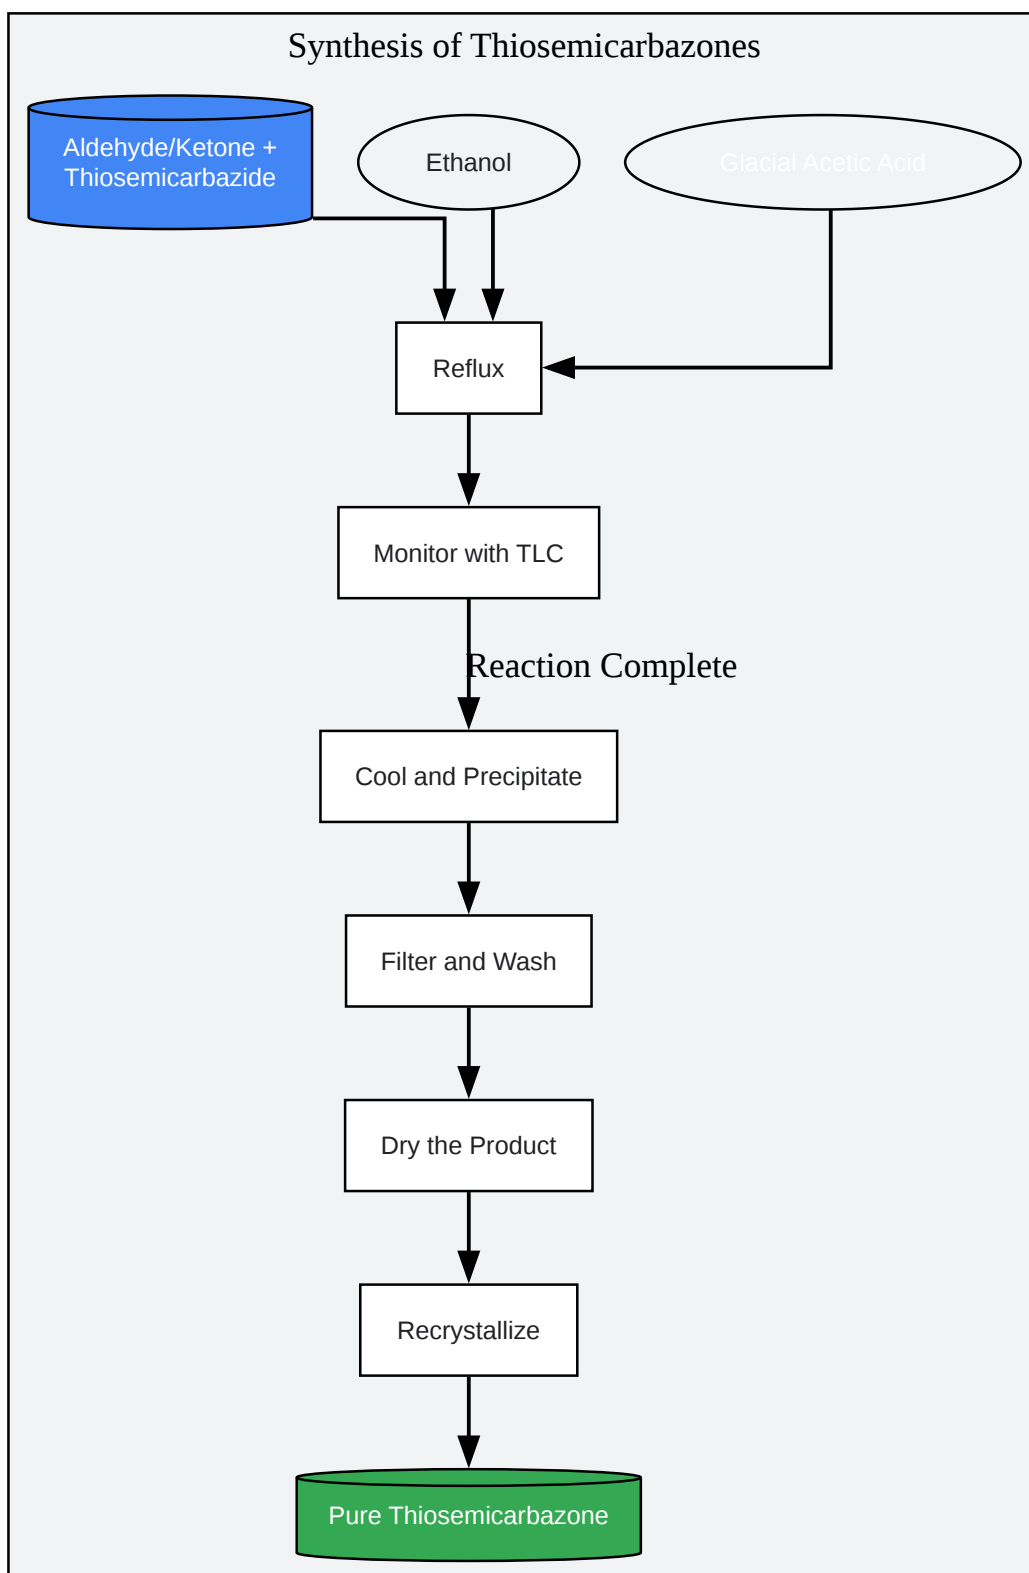 Synthesis of Thiosemicarbazones
Aldehyde/Ketone +
Thiosemicarbazide
Ethanol
Glacial Acetic Acid
Reflux
Monitor with TLC
Reaction Complete
Cool and Precipitate
Filter and Wash
Dry the Product
Recrystallize
Pure Thiosemicarbazone